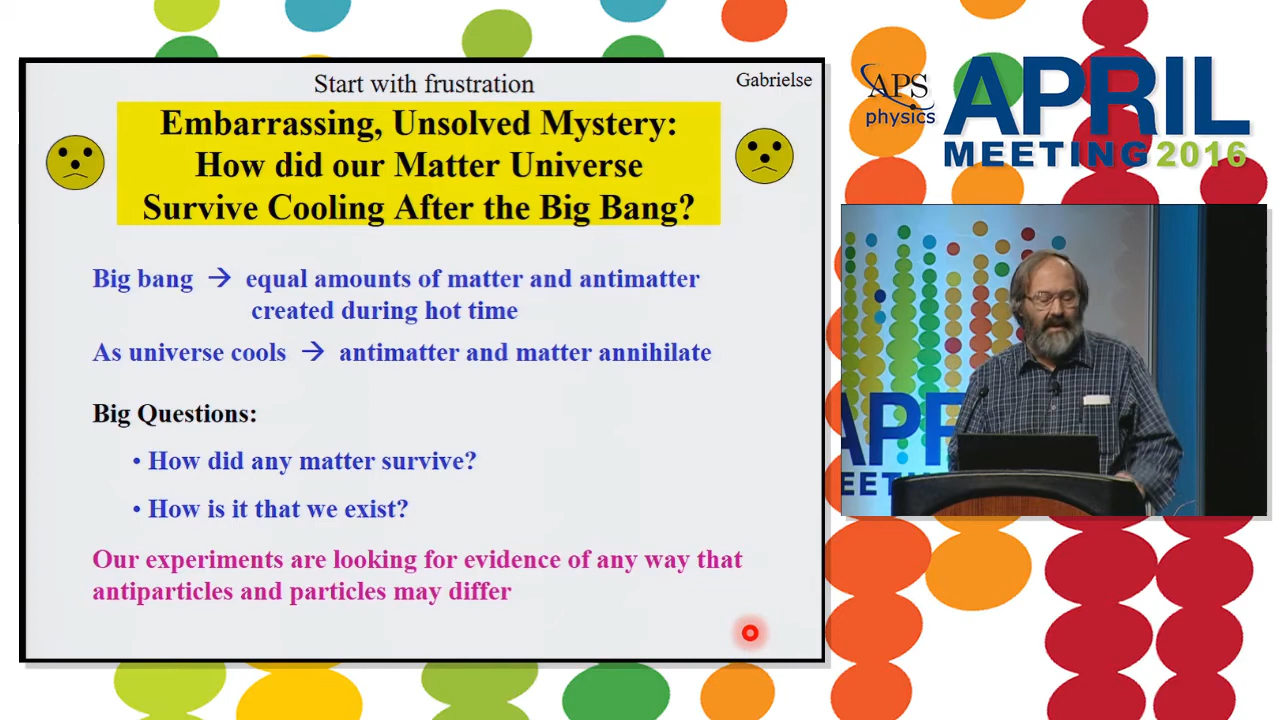 Start with frustration
Gabrielse
Embarrassing, Unsolved Mystery:
How did our Matter Universe
Survive Cooling After the Big Bang?
Big bang → equal amounts of matter and antimatter
created during hot time
As universe cools → antimatter and matter annihilate
Big Questions:
• How did any matter survive?
• How is it that we exist?
Our experiments are looking for evidence of any way that
antiparticles and particles may differ
APS
physics
APRIL
MEETING 2016
APR
MEETIN